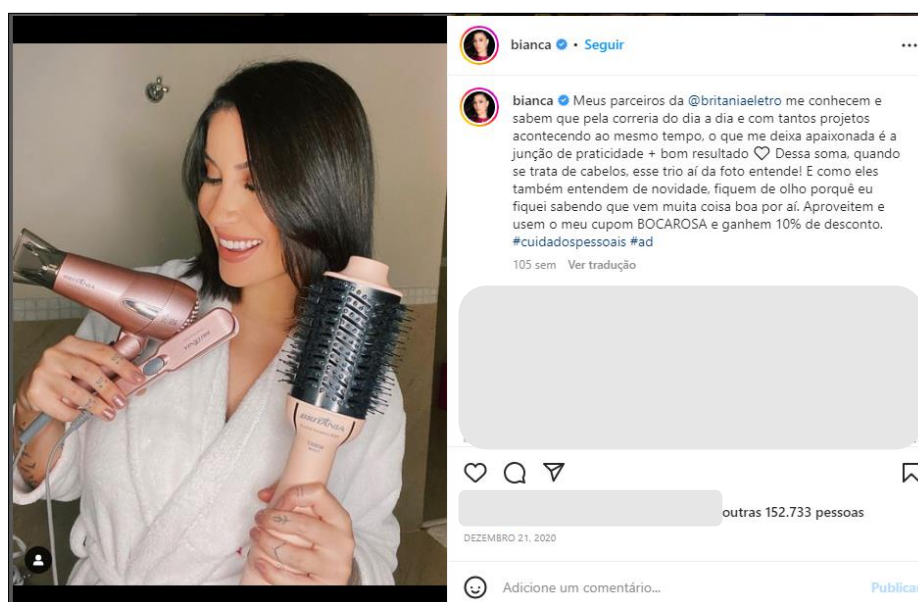 bianca • Seguir
bianca Meus parceiros da @britaniaeletro me conhecem e
sabem que pela correria do dia a dia e com tantos projetos
acontecendo ao mesmo tempo, o que me deixa apaixonada é a
junção de praticidade + bom resultado ♡ Dessa soma, quando
se trata de cabelos, esse trio aí da foto entende! E como eles
também entendem de novidade, fiquem de olho porquê eu
fiquei sabendo que vem muita coisa boa por aí. Aproveitem e
usem o meu cupom BOCAROSA e ganhem 10% de desconto.
#cuidadospessoais #ad
105 sem Ver tradução
outras 152.733 pessoas
DEZEMBRO 21, 2020
Adicione um comentário... Publicar
BRITÂNIA
BRITÂNIA